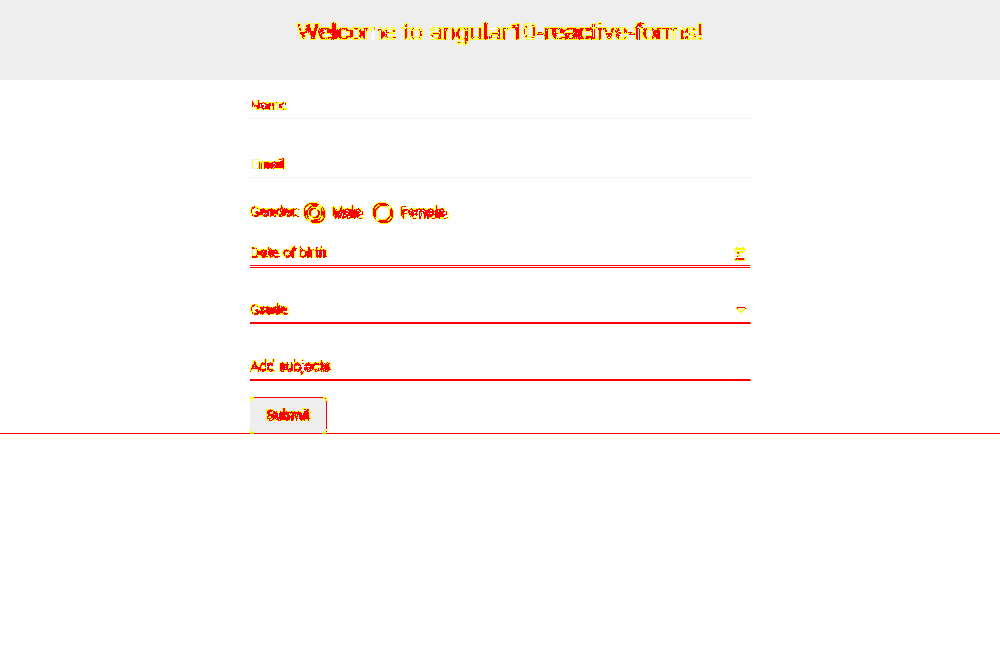 Welcome to angular10-reactive-forms!
Name
Email
Gender: Male Female
Date of birth
Grade
Add subjects
Submit